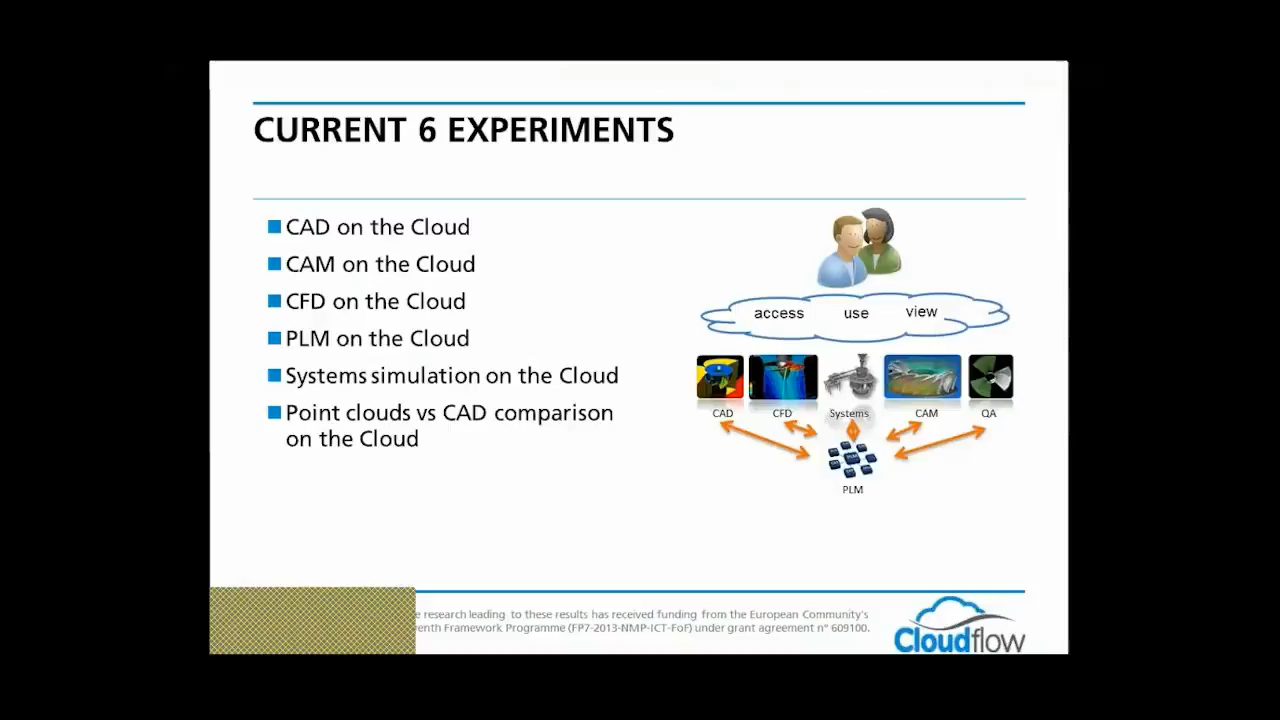 CURRENT 6 EXPERIMENTS
CAD on the Cloud
CAM on the Cloud
CFD on the Cloud
PLM on the Cloud
Systems simulation on the Cloud
Point clouds vs CAD comparison
on the Cloud
access use view
CAD CFD Systems CAM QA
PLM
e research leading to these results has received funding from the European Community's
enth Framework Programme (FP7-2013-NMP-ICT-FoF) under grant agreement n° 609100.
Cloudflow